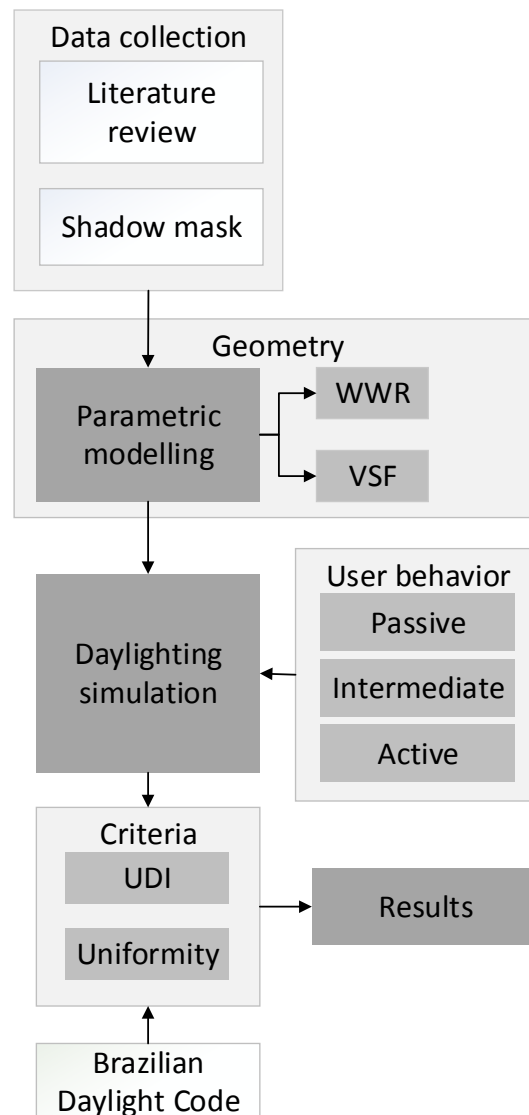 Data collection
Literature
review
Shadow mask
Geometry
Parametric
modelling
WWR
VSF
User behavior
Passive
Intermediate
Active
Daylighting
simulation
Criteria
UDI
Uniformity
Results
Brazilian
Daylight Code